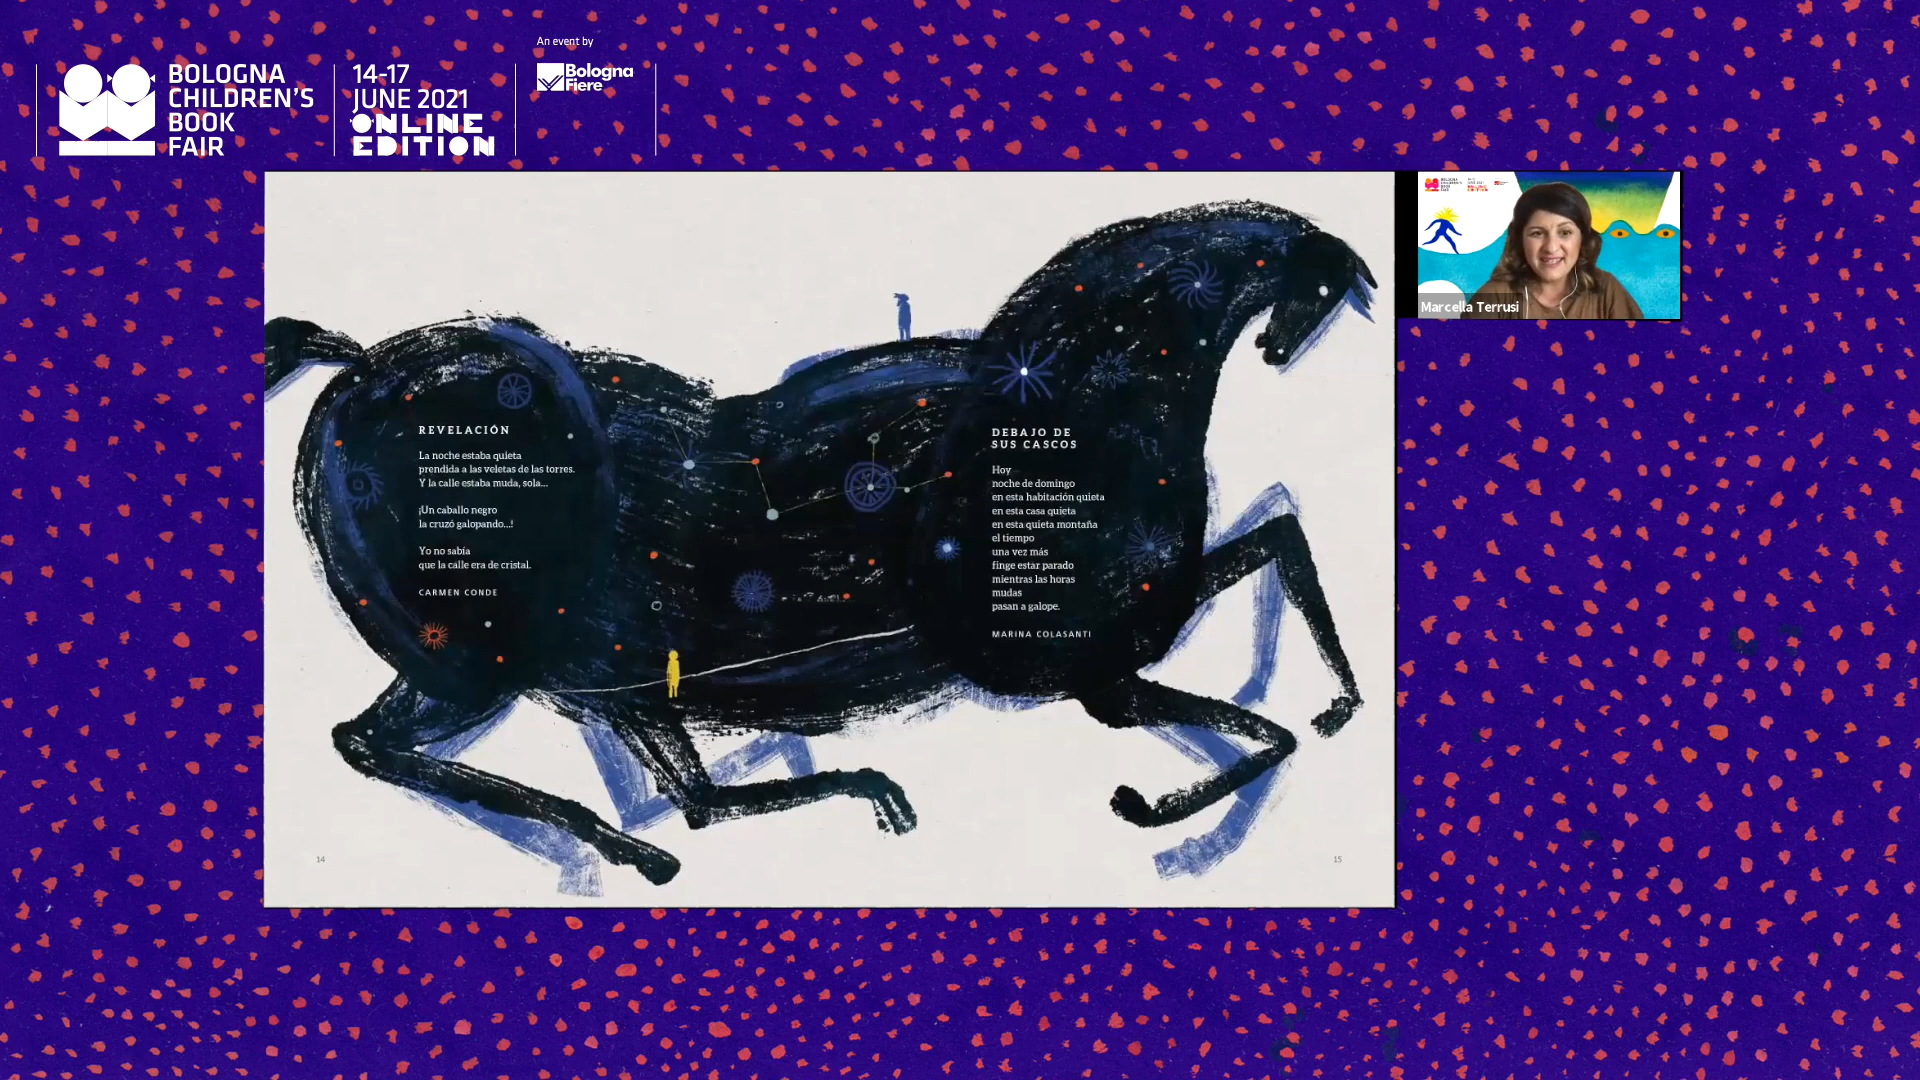 BOLOGNA
CHILDREN'S
BOOK
FAIR
14-17
JUNE 2021
ONLINE
EDITION
An event by
Bologna
Fiere
REVELACIÓN
La noche estaba quieta
prendida a las veletas de las torres.
Y la calle estaba muda, sola...
¡Un caballo negro
la cruzó galopando...!
Yo no sabía
que la calle era de cristal.
CARMEN CONDE
14
DEBAJO DE
SUS CASCOS
Hoy
noche de domingo
en esta habitación quieta
en esta casa quieta
en esta quieta montaña
el tiempo
una vez más
finge estar parado
mientras las horas
mudas
pasan a galope.
MARINA COLASANTI
15
Marcella Terrusi